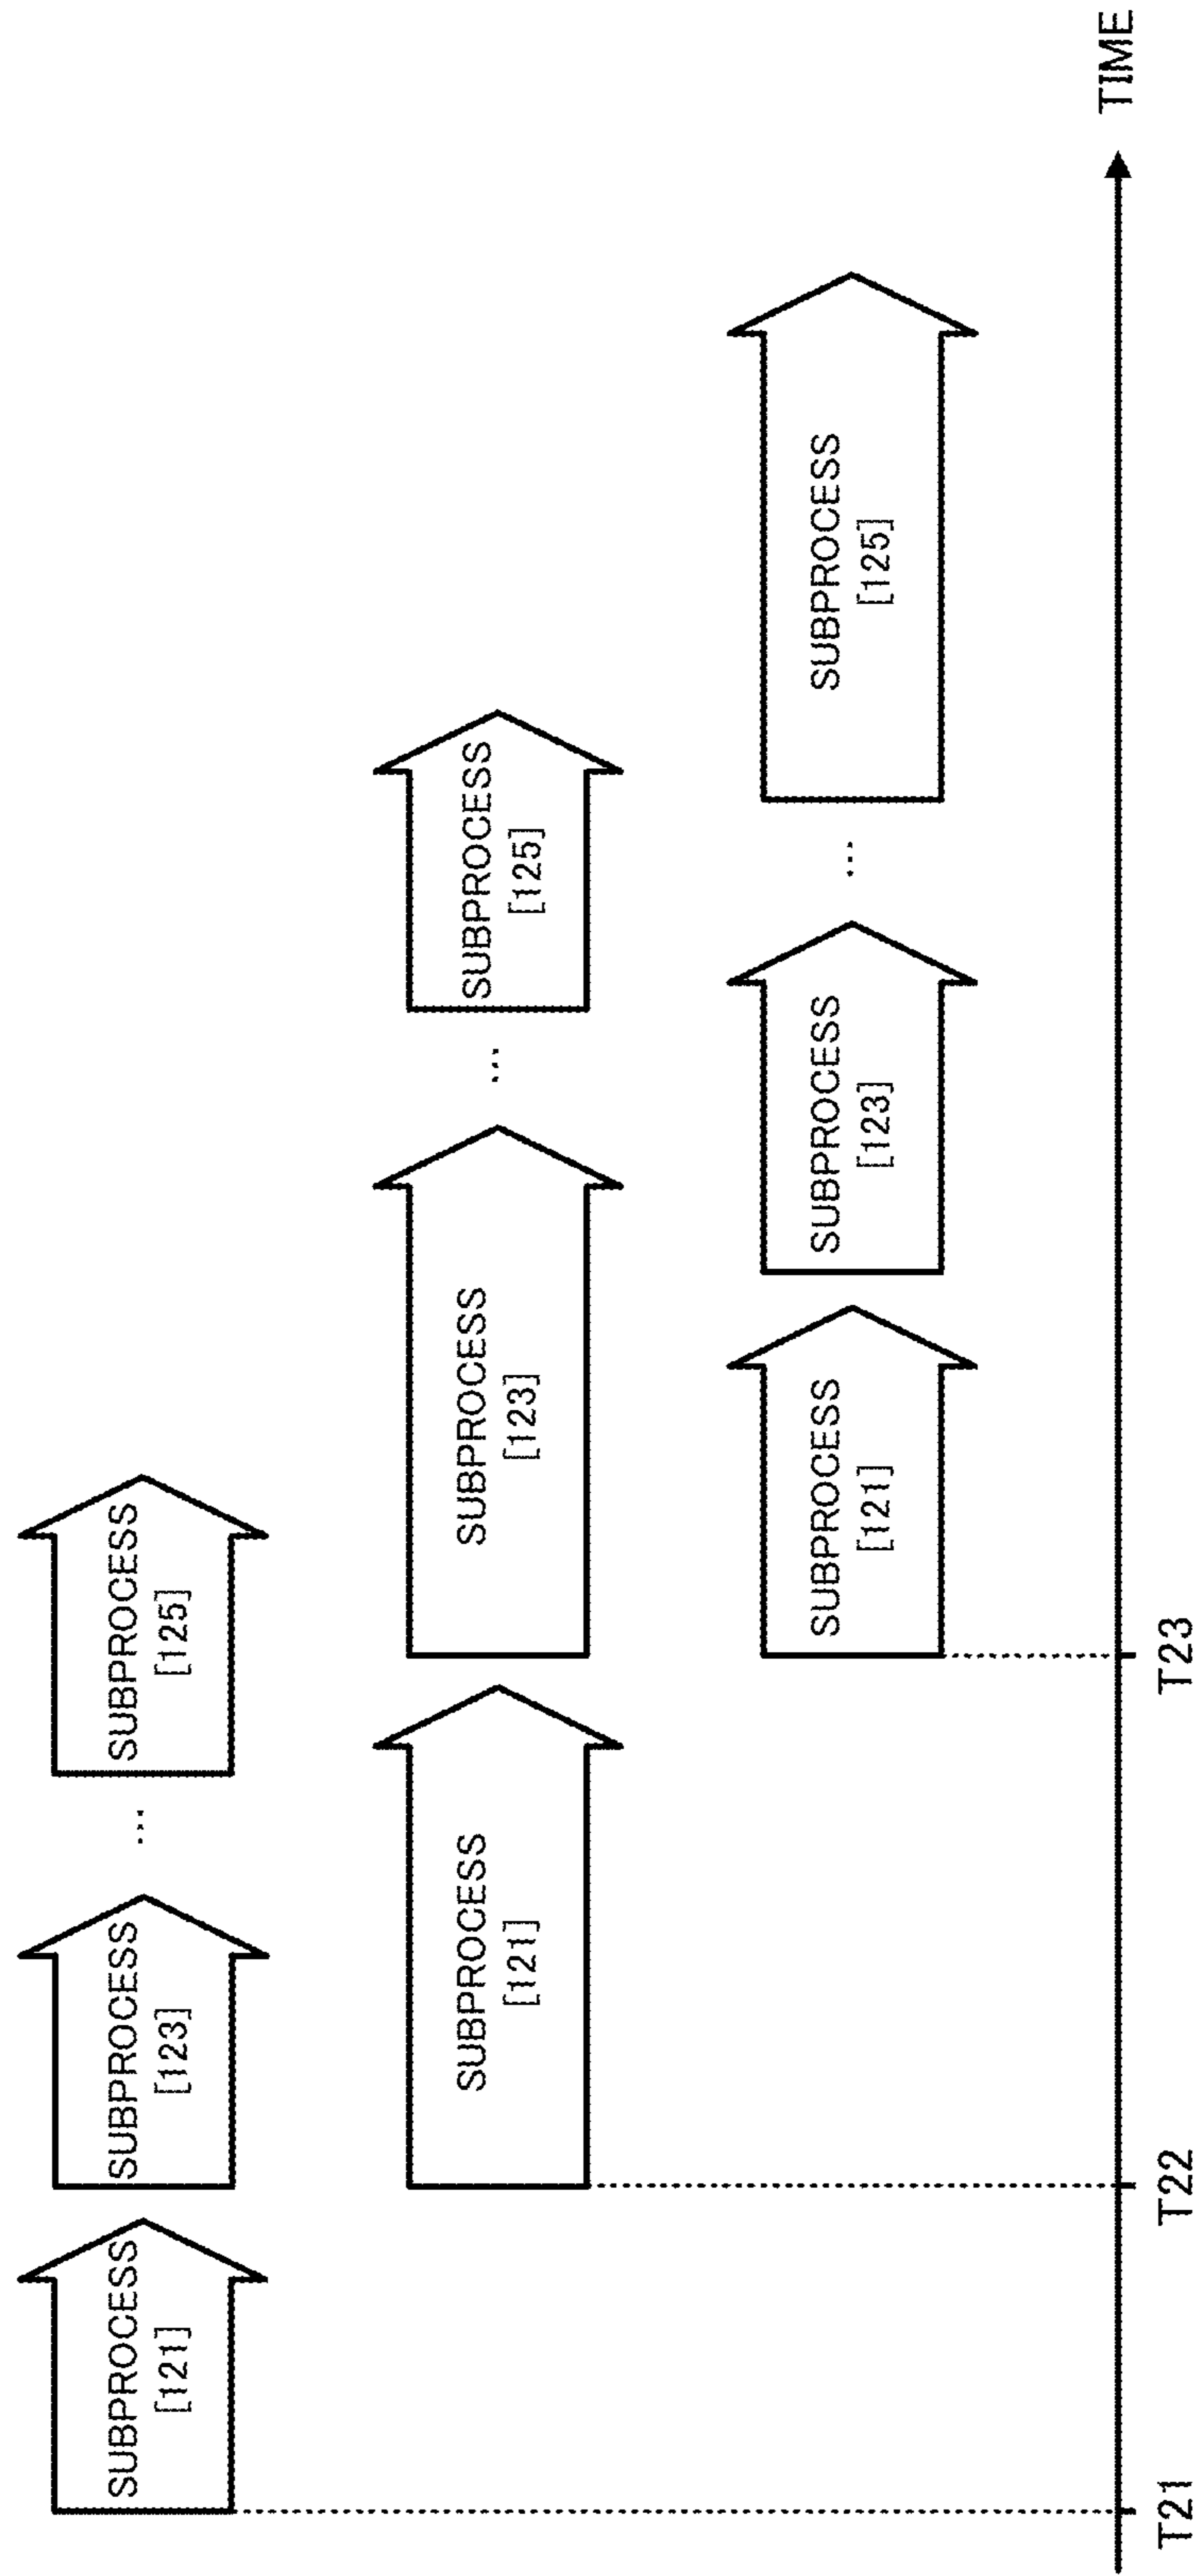 SUBPROCESS
[121]
SUBPROCESS
[123]
...
SUBPROCESS
[125]
SUBPROCESS
[121]
SUBPROCESS
[123]
...
SUBPROCESS
[125]
SUBPROCESS
[121]
SUBPROCESS
[123]
...
SUBPROCESS
[125]
TIME
T21
T22
T23